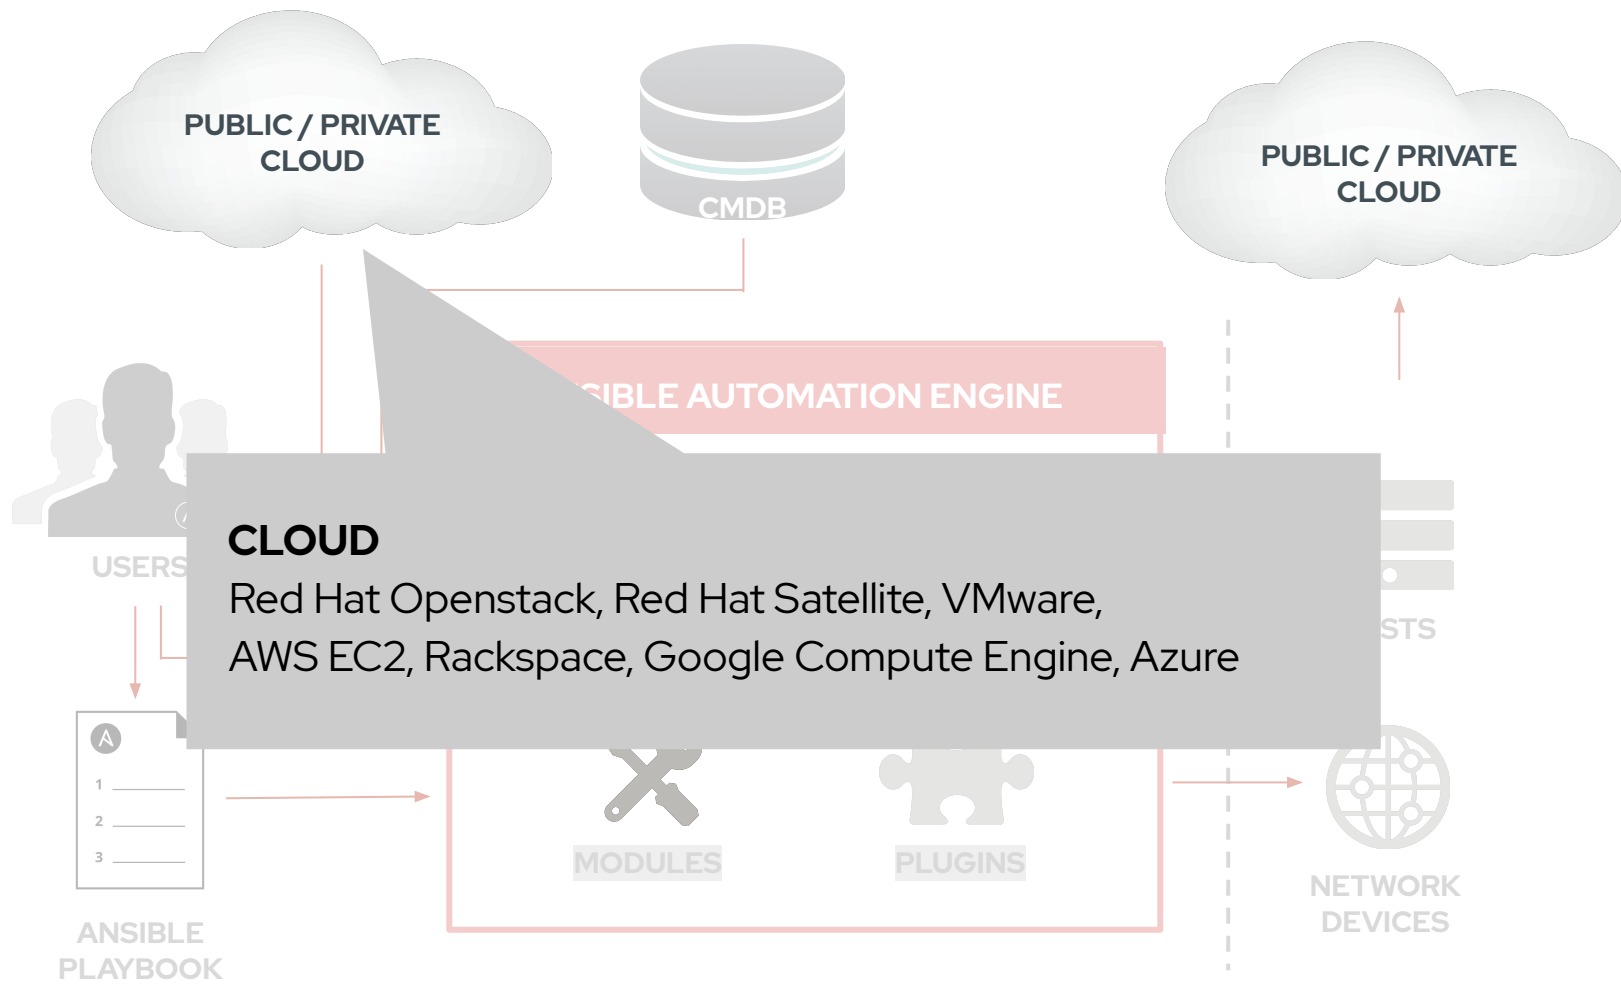 PUBLIC / PRIVATE
CLOUD
CMDB
PUBLIC / PRIVATE
CLOUD
SIBLE AUTOMATION ENGINE
USERS
CLOUD
Red Hat Openstack, Red Hat Satellite, VMware,
AWS EC2, Rackspace, Google Compute Engine, Azure
STS
1
2
3
MODULES
PLUGINS
NETWORK
DEVICES
ANSIBLE
PLAYBOOK